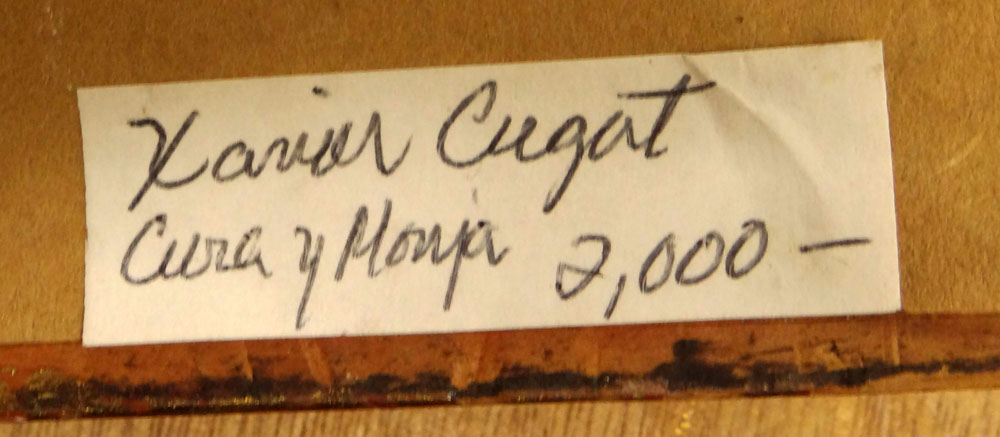 Xavier Cugat
Cura y Monja 2,000 —